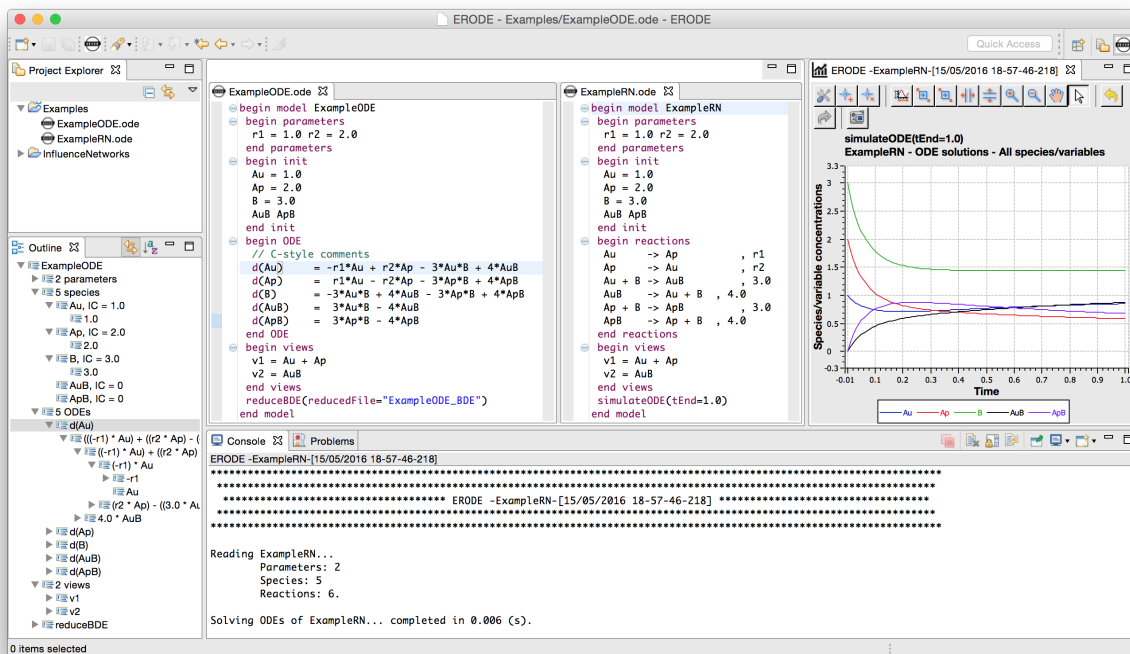 ERODE - Examples/ExampleODE.ode - ERODE
Quick Access
Project Explorer
Examples
ExampleODE.ode
ExampleRN.ode
InfluenceNetworks
Outline
ExampleODE
2 parameters
5 species
Au, IC = 1.0
1.0
Ap, IC = 2.0
2.0
B, IC = 3.0
3.0
AuB, IC = 0
ApB, IC = 0
5 ODEs
d(Au)
(((-r1) * Au) + ((r2 * Ap) - (
((-r1) * Au) + ((r2 * Ap)
(-r1) * Au
-r1
Au
(r2 * Ap) - ((3.0 * Au
4.0 * AuB
d(Ap)
d(B)
d(AuB)
d(ApB)
2 views
v1
v2
reduceBDE
0 items selected
ExampleODE.ode
begin model ExampleODE
begin parameters
r1 = 1.0 r2 = 2.0
end parameters
begin init
Au = 1.0
Ap = 2.0
B = 3.0
AuB ApB
end init
begin ODE
// C-style comments
d(Au) = -r1*Au + r2*Ap - 3*Au*B + 4*AuB
d(Ap) = r1*Au - r2*Ap - 3*Ap*B + 4*ApB
d(B) = -3*Au*B + 4*AuB - 3*Ap*B + 4*ApB
d(AuB) = 3*Au*B - 4*AuB
d(ApB) = 3*Ap*B - 4*ApB
end ODE
begin views
v1 = Au + Ap
v2 = AuB
end views
reduceBDE(reducedFile="ExampleODE_BDE")
end model
ExampleRN.ode
begin model ExampleRN
begin parameters
r1 = 1.0 r2 = 2.0
end parameters
begin init
Au = 1.0
Ap = 2.0
B = 3.0
AuB ApB
end init
begin reactions
Au -> Ap , r1
Ap -> Au , r2
Au + B -> AuB , 3.0
AuB -> Au + B , 4.0
Ap + B -> ApB , 3.0
ApB -> Ap + B , 4.0
end reactions
begin views
v1 = Au + Ap
v2 = AuB
end views
simulateODE(tEnd=1.0)
end model
ERODE -ExampleRN-[15/05/2016 18-57-46-218]
simulateODE(tEnd=1.0)
ExampleRN - ODE solutions - All species/variables
Species/variable concentrations
3.3
3
2.5
2
1.5
1
0.5
0
-0.3
-0.01 0.1 0.2 0.3 0.4 0.5 0.6 0.7 0.8 0.9 1.0
Time
Au Ap B AuB ApB
Console
Problems
ERODE -ExampleRN-[15/05/2016 18-57-46-218]
ERODE -ExampleRN-[15/05/2016 18-57-46-218]
Reading ExampleRN...
Parameters: 2
Species: 5
Reactions: 6.
Solving ODEs of ExampleRN... completed in 0.006 (s).